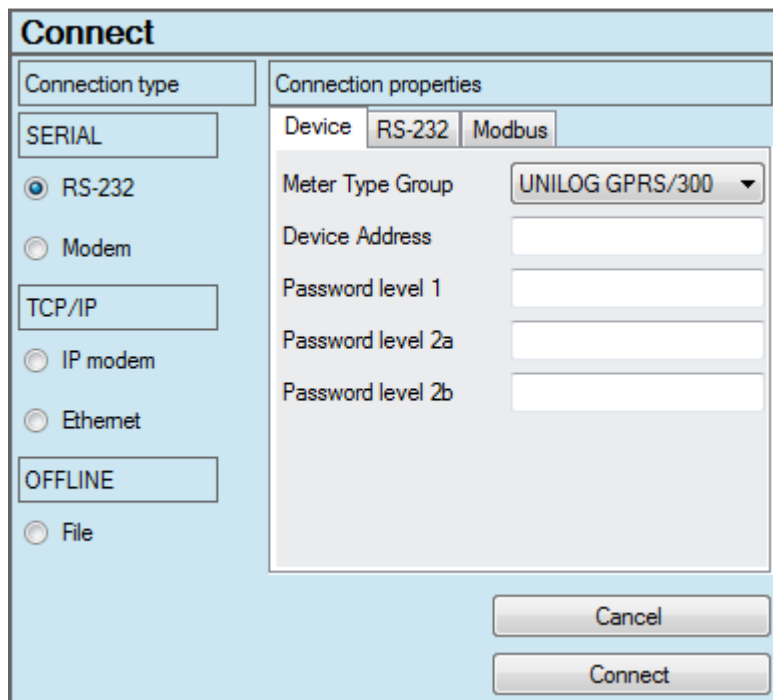 Connect
Connection type
SERIAL
RS-232
Modem
TCP/IP
IP modem
Ethernet
OFFLINE
File
Connection properties
Device RS-232 Modbus
Meter Type Group UNILOG GPRS/300
Device Address
Password level 1
Password level 2a
Password level 2b
Cancel
Connect